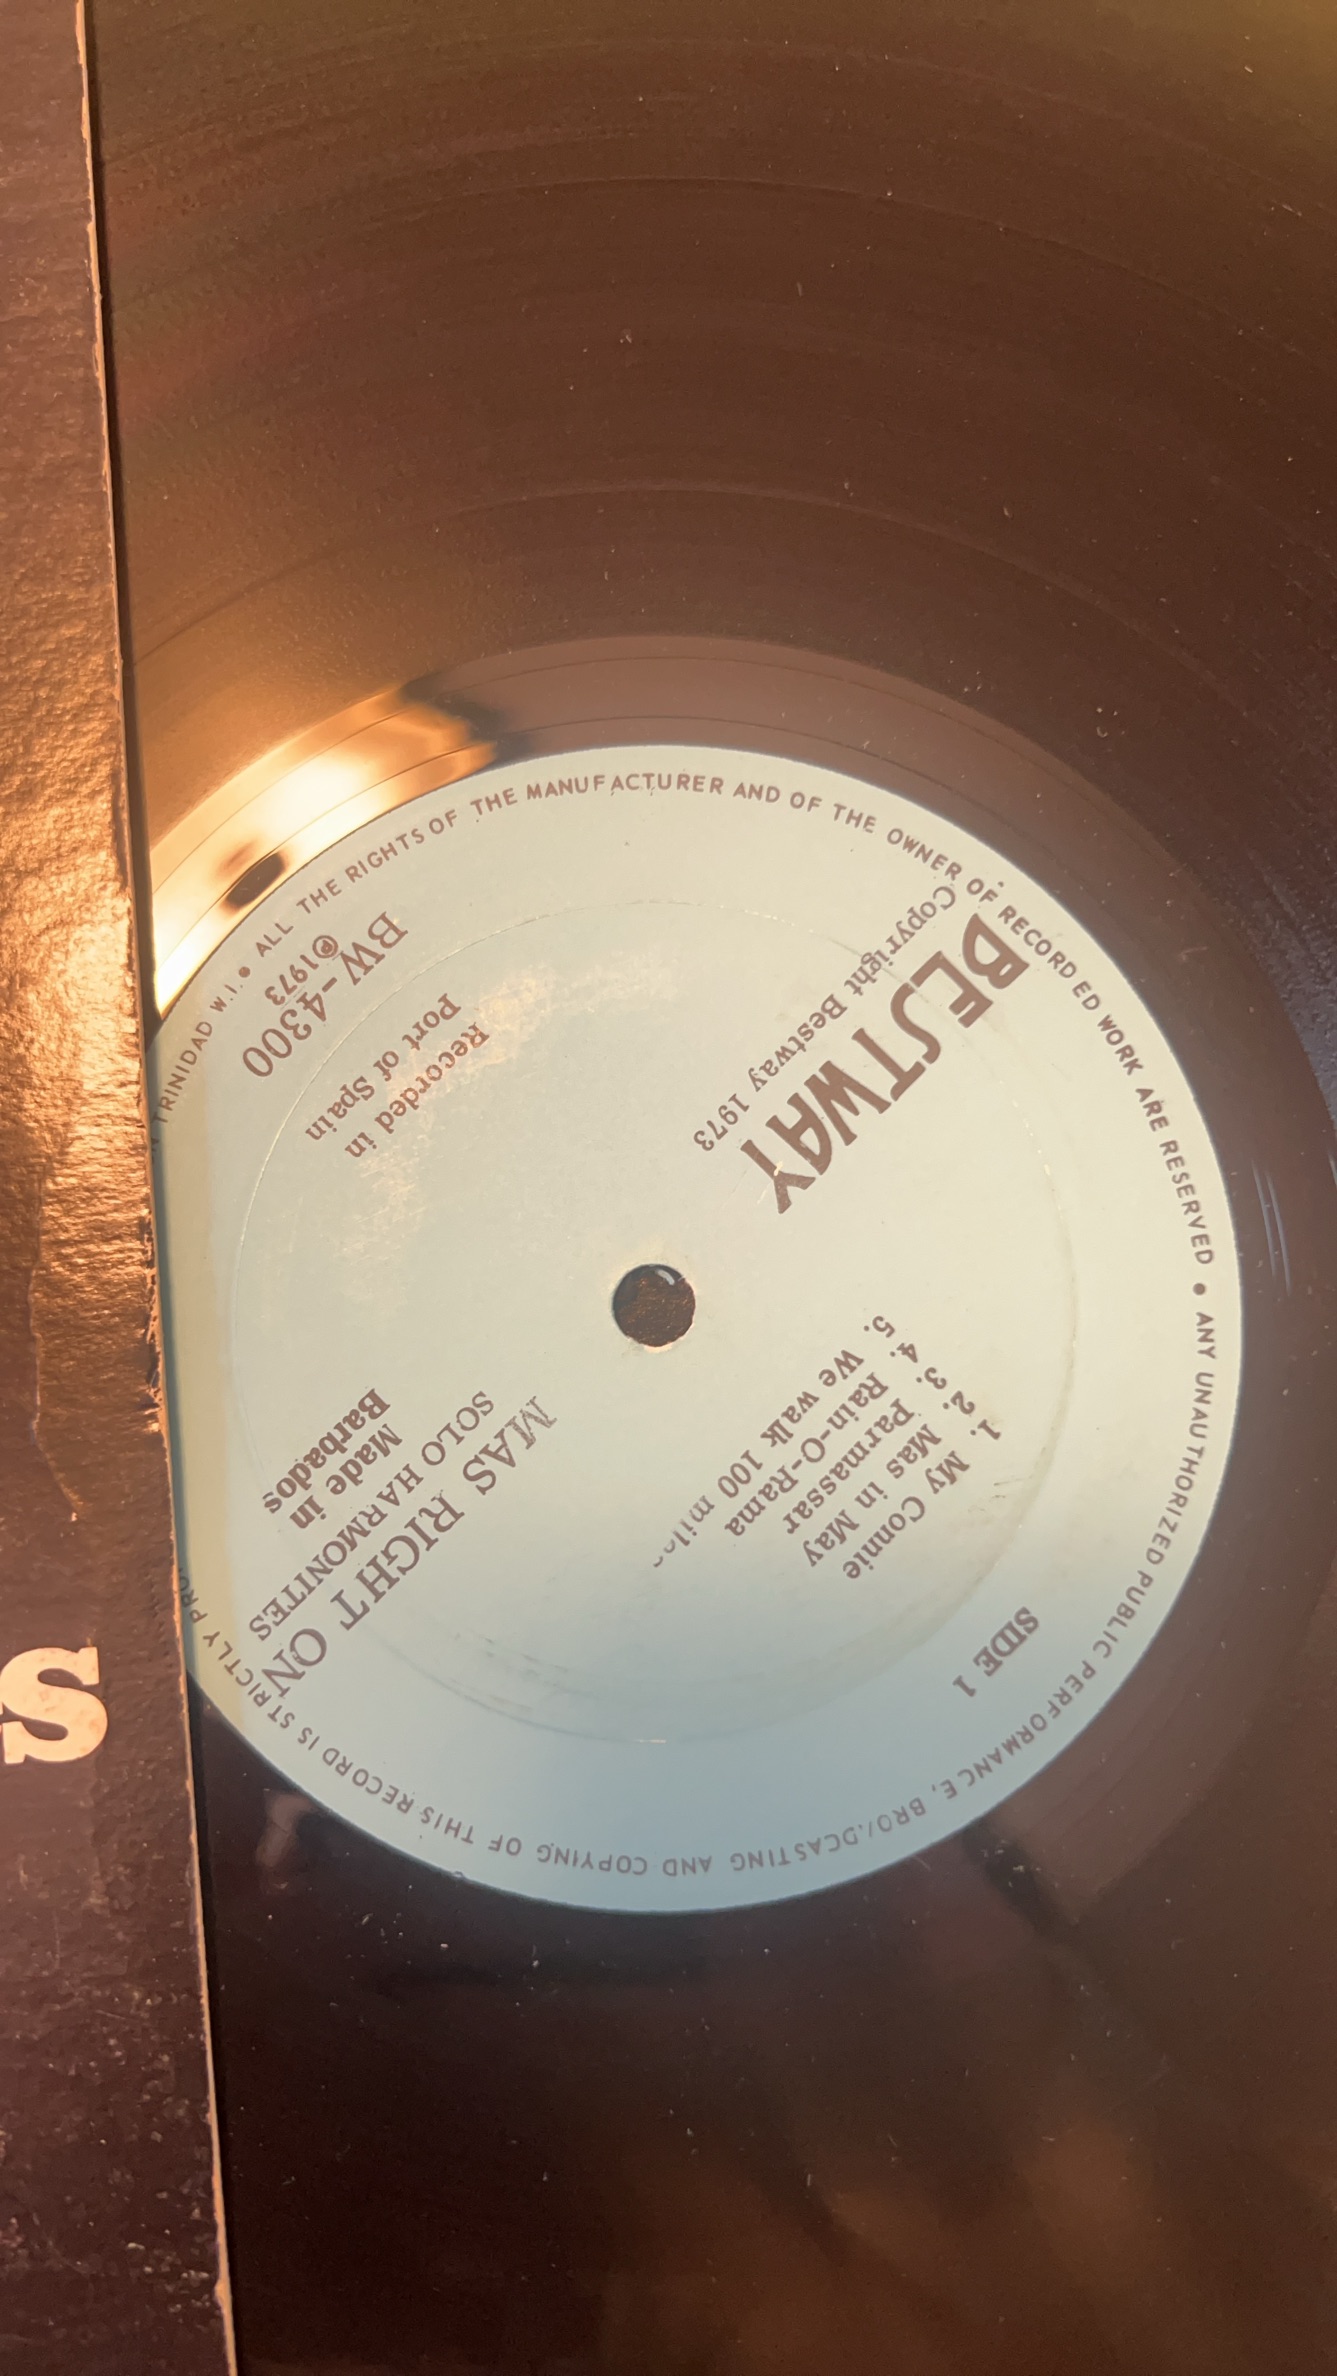 BESTWAY
Copyright Bestway 1973
BW-4300
Ⓟ1973
Recorded in
Port of Spain
SIDE 1
1. My Connie
2. Mas in May
3. Parmassar
4. Rain-O-Rama
5. We walk 100 miles
MAS RIGHT ON
SOLO HARMONITES
Made in
Barbados
TRINIDAD W.I. • ALL THE RIGHTS OF THE MANUFACTURER AND OF THE OWNER OF RECORDED WORK ARE RESERVED • ANY UNAUTHORIZED PUBLIC PERFORMANCE, BROADCASTING AND COPYING OF THIS RECORD IS STRICTLY PRO
S